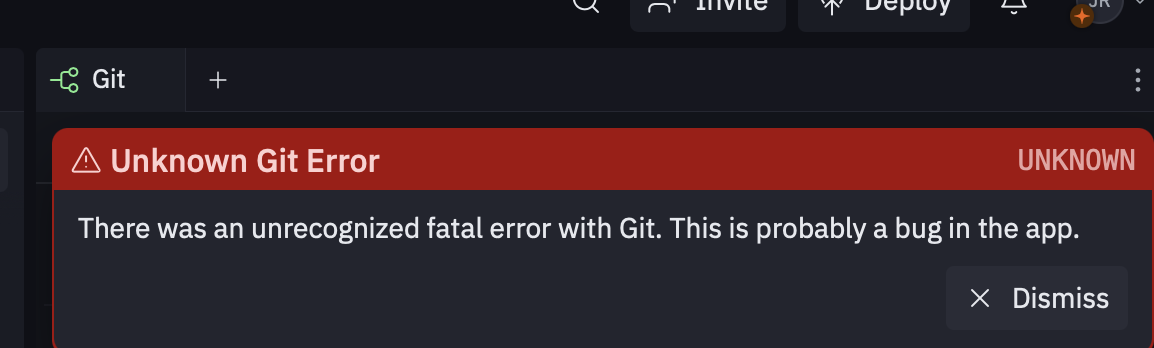 Invite
Deploy
JR
Git
Unknown Git Error
UNKNOWN
There was an unrecognized fatal error with Git. This is probably a bug in the app.
Dismiss